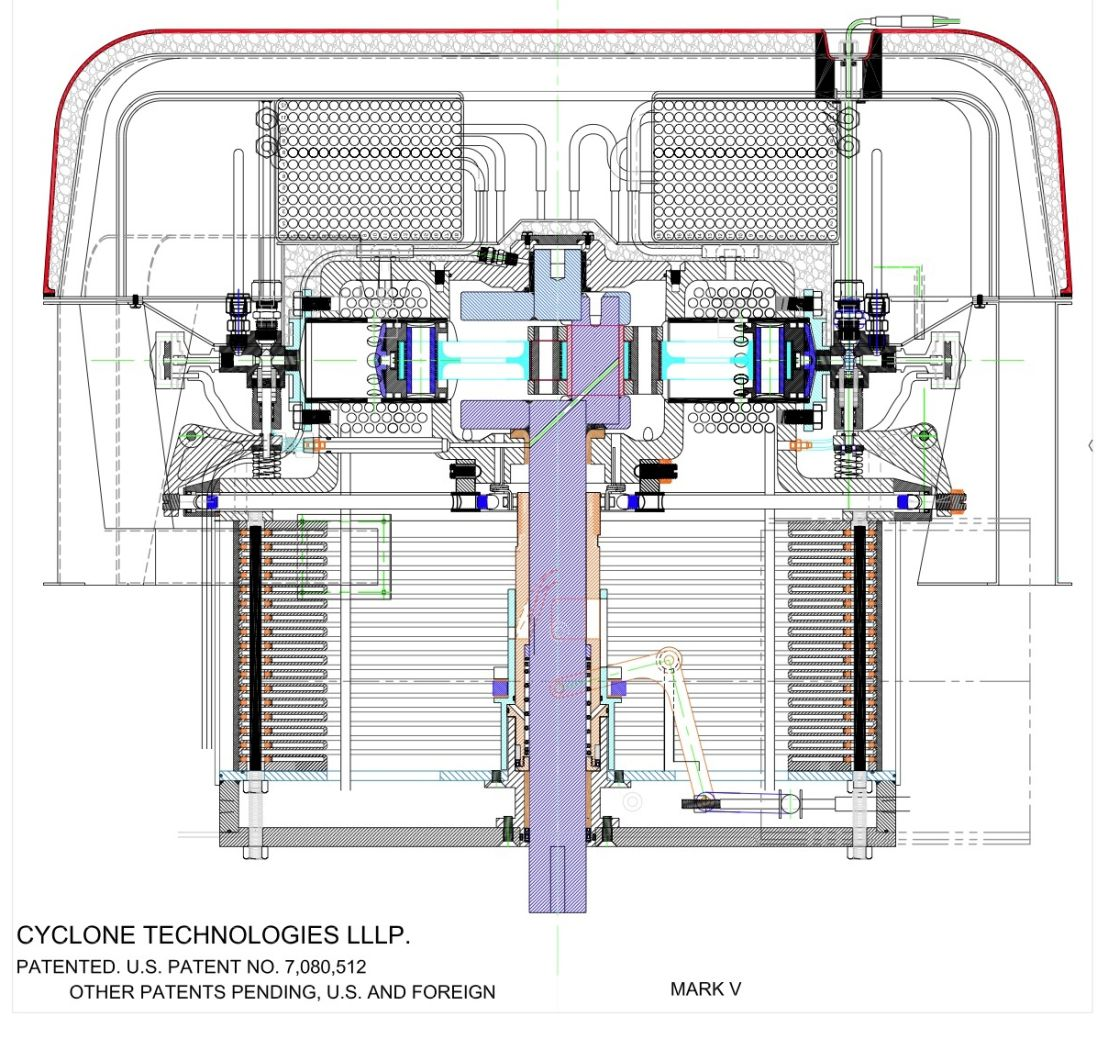 CYCLONE TECHNOLOGIES LLLP.
PATENTED. U.S. PATENT NO. 7,080,512
OTHER PATENTS PENDING, U.S. AND FOREIGN
MARK V